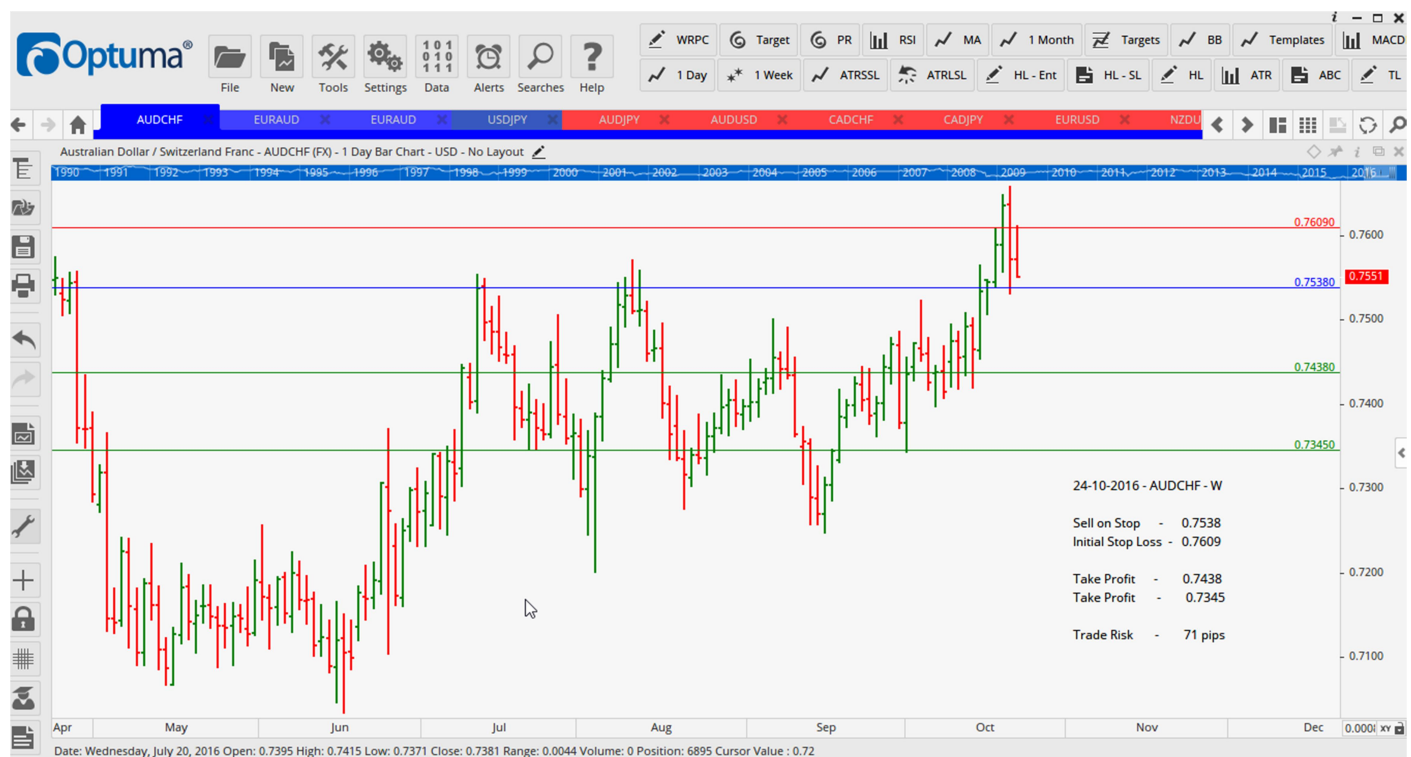 i
Optuma®
File New Tools Settings Data Alerts Searches Help
WRPC Target PR RSI MA 1 Month Targets BB Templates MACD
1 Day 1 Week ATRSSL ATRLSL HL - Ent HL - SL HL ATR ABC TL
AUDCHF EURAUD EURAUD USDJPY AUDJPY AUDUSD CADCHF CADJPY EURUSD NZDU
Australian Dollar / Switzerland Franc - AUDCHF (FX) - 1 Day Bar Chart - USD - No Layout
1990 1991 1992 1993 1994 1995 1996 1997 1998 1999 2000 2001 2002 2003 2004 2005 2006 2007 2008 2009 2010 2011 2012 2013 2014 2015 2016
0.76090
0.7600
0.7551
0.75380
0.7500
0.74380
0.7400
0.73450
0.7300
24-10-2016 - AUDCHF - W
Sell on Stop - 0.7538
Initial Stop Loss - 0.7609
0.7200
Take Profit - 0.7438
Take Profit - 0.7345
Trade Risk - 71 pips
0.7100
Apr May Jun Jul Aug Sep Oct Nov Dec XY
Date: Wednesday, July 20, 2016 Open: 0.7395 High: 0.7415 Low: 0.7371 Close: 0.7381 Range: 0.0044 Volume: 0 Position: 6895 Cursor Value : 0.72